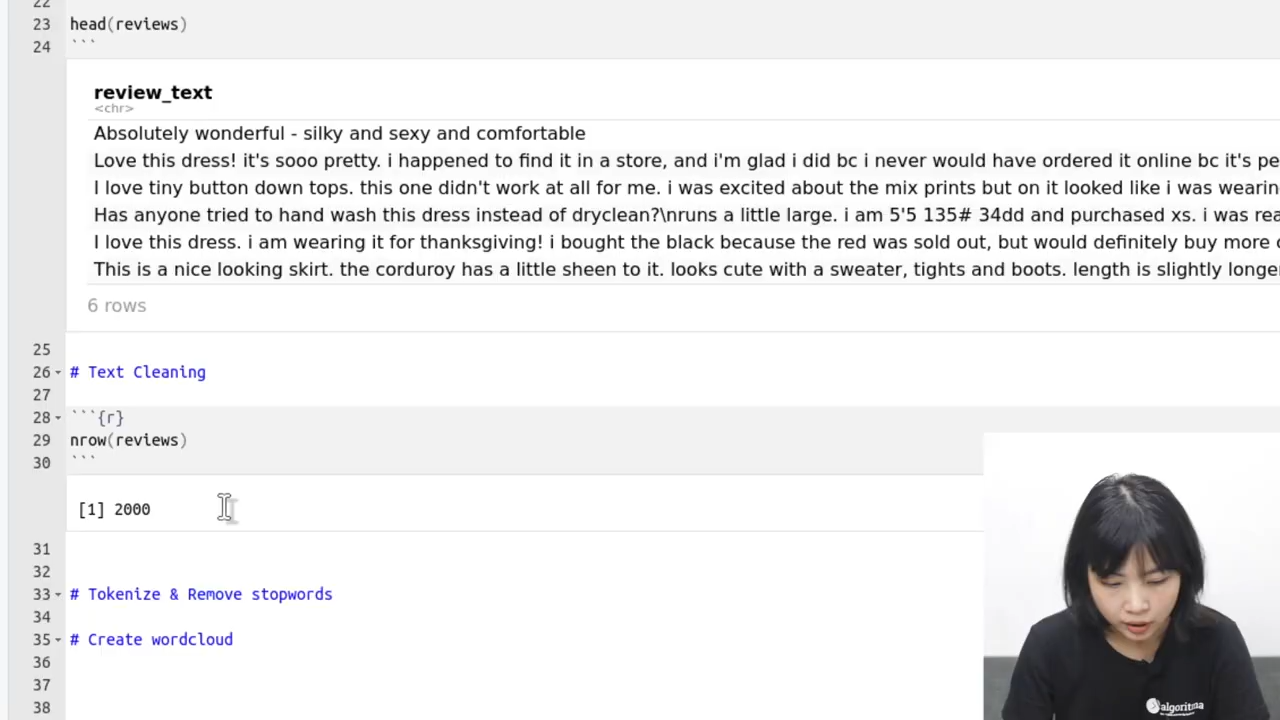 22
23 head(reviews)
24 ```
review_text
<chr>
Absolutely wonderful - silky and sexy and comfortable
Love this dress! it's sooo pretty. i happened to find it in a store, and i'm glad i did bc i never would have ordered it online bc it's pe
I love tiny button down tops. this one didn't work at all for me. i was excited about the mix prints but on it looked like i was wearin
Has anyone tried to hand wash this dress instead of dryclean?\nruns a little large. i am 5'5 135# 34dd and purchased xs. i was rea
I love this dress. i am wearing it for thanksgiving! i bought the black because the red was sold out, but would definitely buy more
This is a nice looking skirt. the corduroy has a little sheen to it. looks cute with a sweater, tights and boots. length is slightly longe
6 rows
25
26 # Text Cleaning
27
28 ```{r}
29 nrow(reviews)
30 ```
[1] 2000
31
32
33 # Tokenize & Remove stopwords
34
35 # Create wordcloud
36
37
38
algoritma